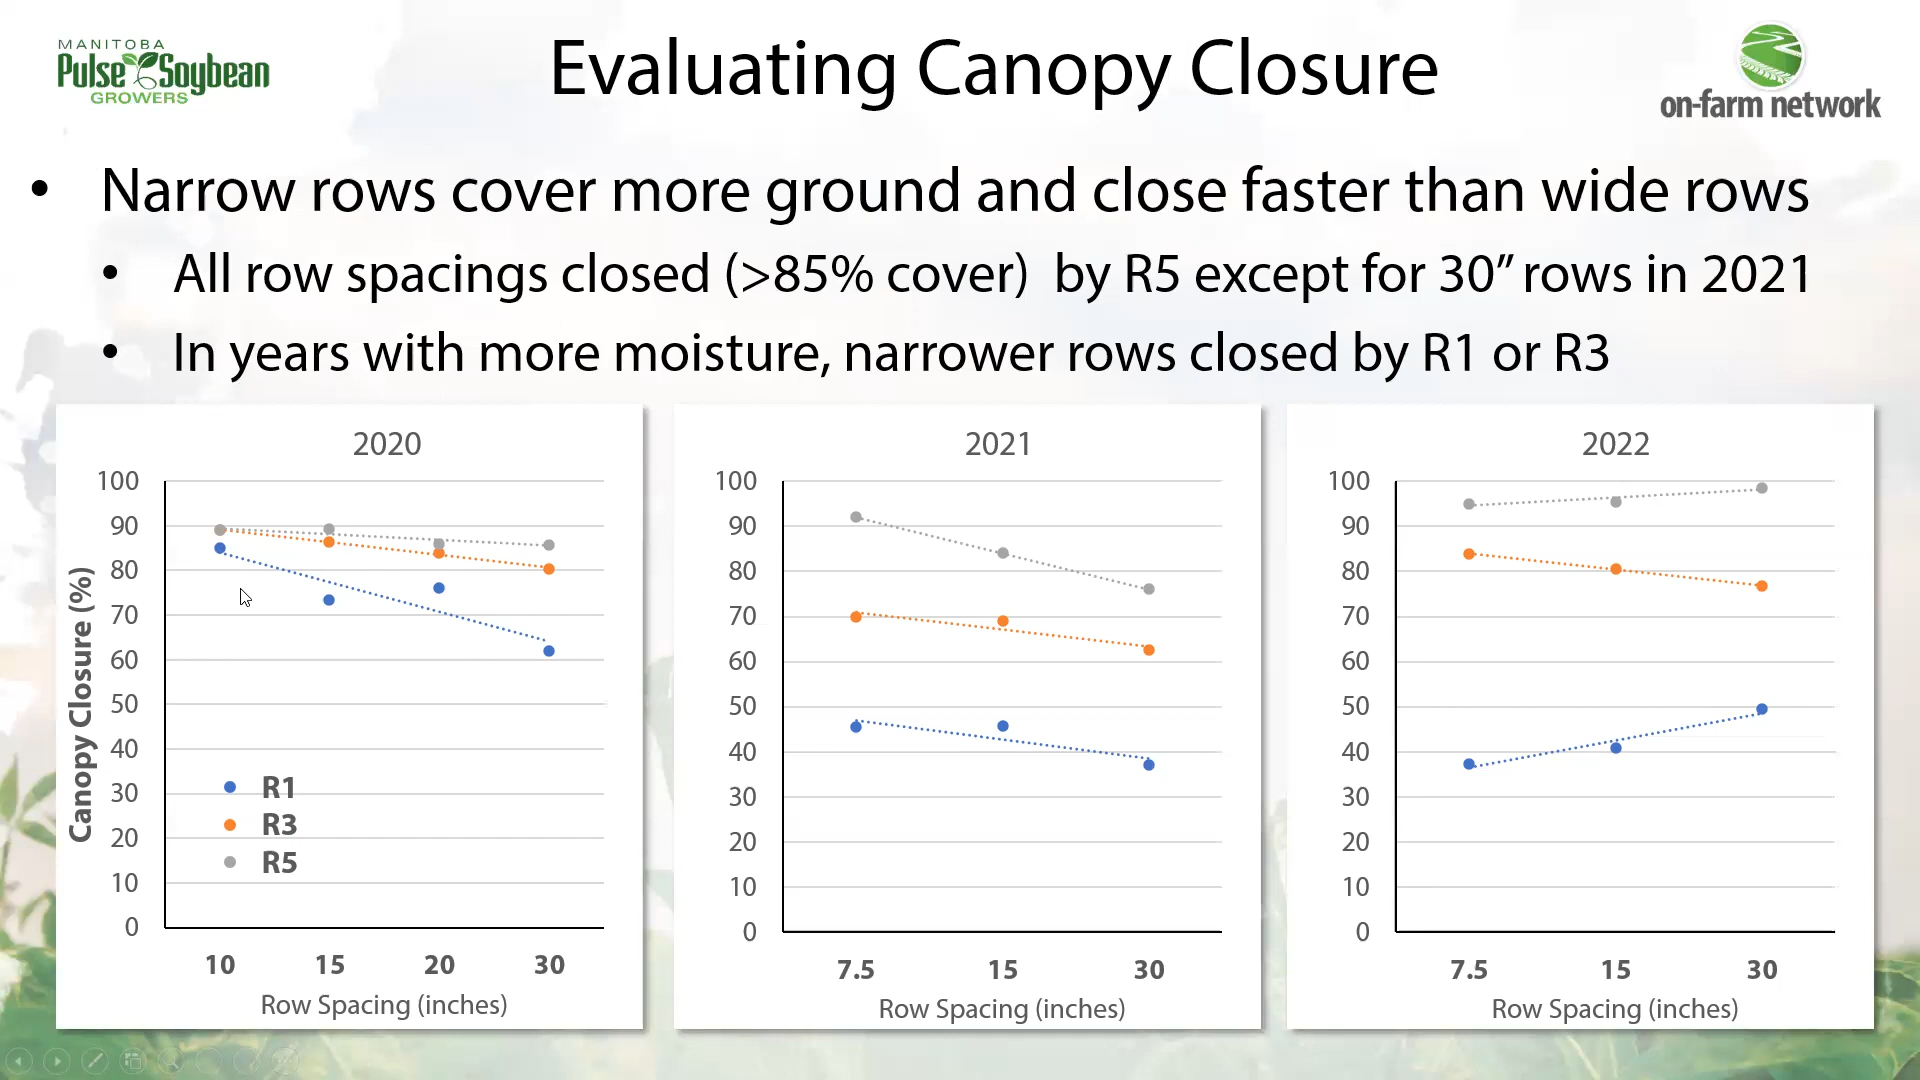 MANITOBA
Pulse Soybean
GROWERS
Evaluating Canopy Closure
on-farm network
• Narrow rows cover more ground and close faster than wide rows
• All row spacings closed (>85% cover) by R5 except for 30” rows in 2021
• In years with more moisture, narrower rows closed by R1 or R3
2020
100
90
80
70
60
50
40
30
20
10
0
Canopy Closure (%)
R1
R3
R5
10 15 20 30
Row Spacing (inches)
2021
100
90
80
70
60
50
40
30
20
10
0
7.5 15 30
Row Spacing (inches)
2022
100
90
80
70
60
50
40
30
20
10
0
7.5 15 30
Row Spacing (inches)